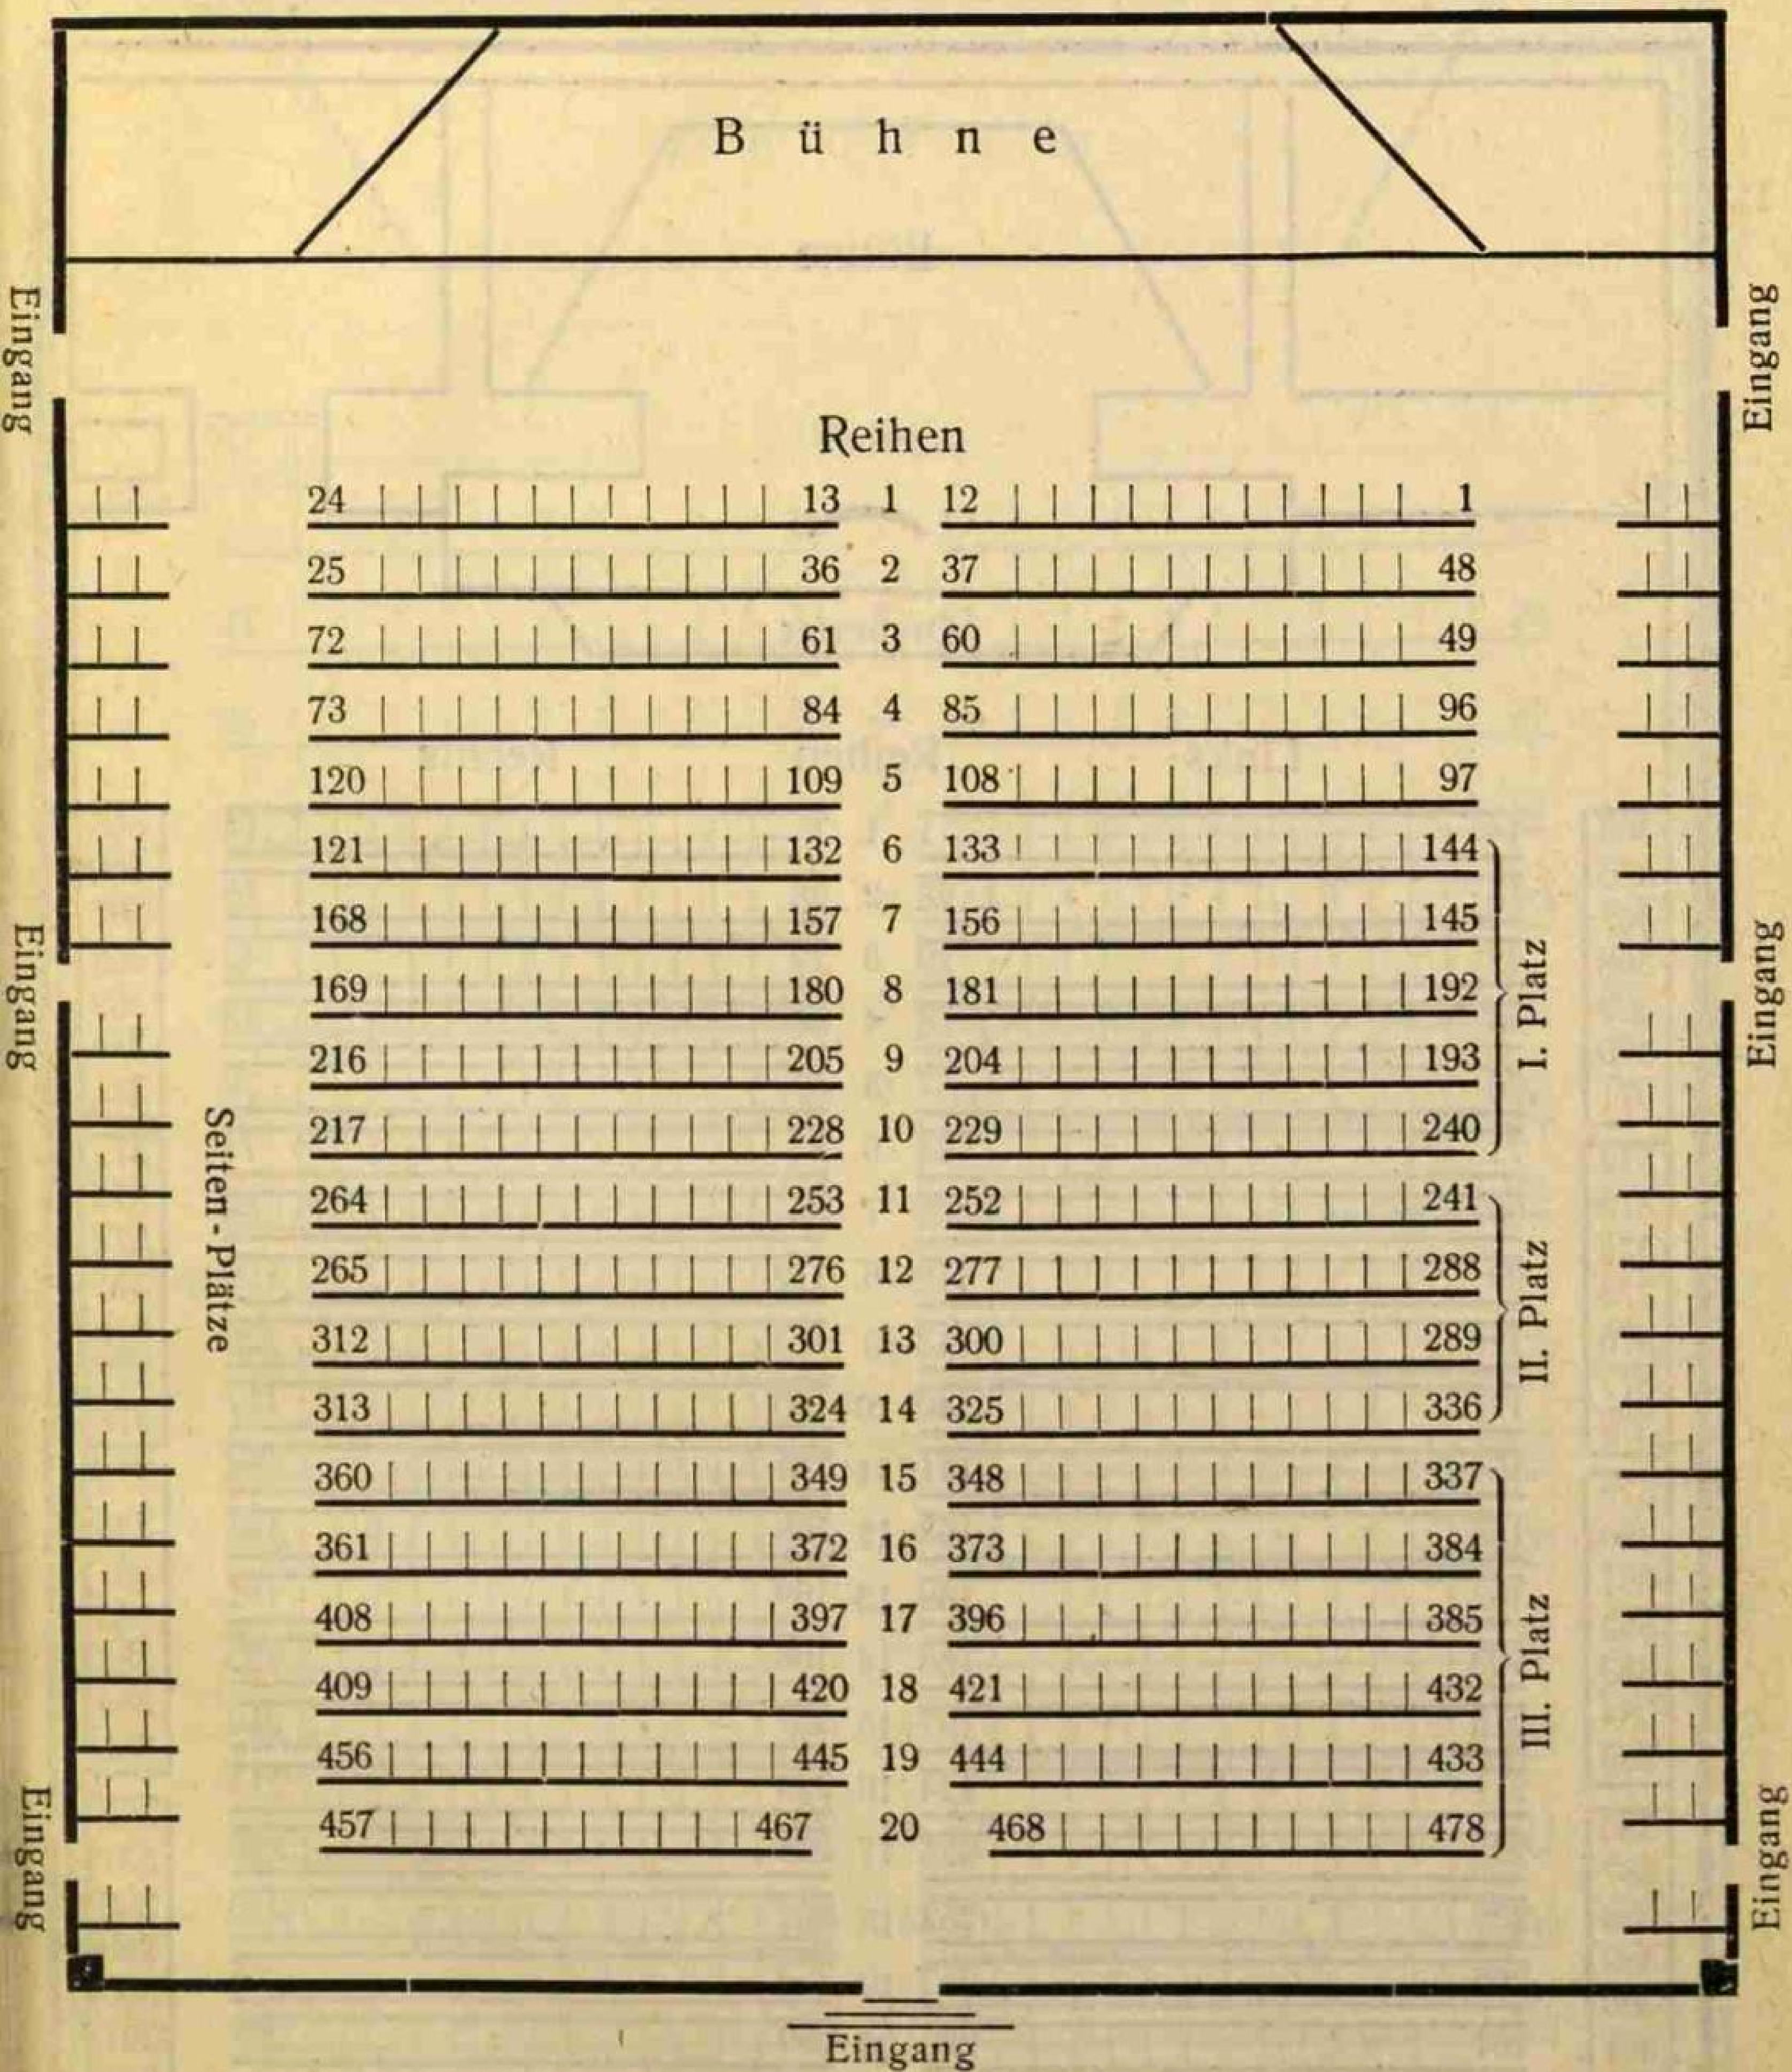 Bühne
Eingang
Eingang
Reihen
24 13 1 12 1
25 36 2 37 48
72 61 3 60 49
73 84 4 85 96
120 109 5 108 97
121 132 6 133 144
168 157 7 156 145
169 180 8 181 192
216 205 9 204 193
217 228 10 229 240
I. Platz
Eingang
Eingang
264 253 11 252 241
265 276 12 277 288
312 301 13 300 289
313 324 14 325 336
II. Platz
Seiten-Plätze
360 349 15 348 337
361 372 16 373 384
408 397 17 396 385
409 420 18 421 432
456 445 19 444 433
457 467 20 468 478
III. Platz
Eingang
Eingang
Eingang